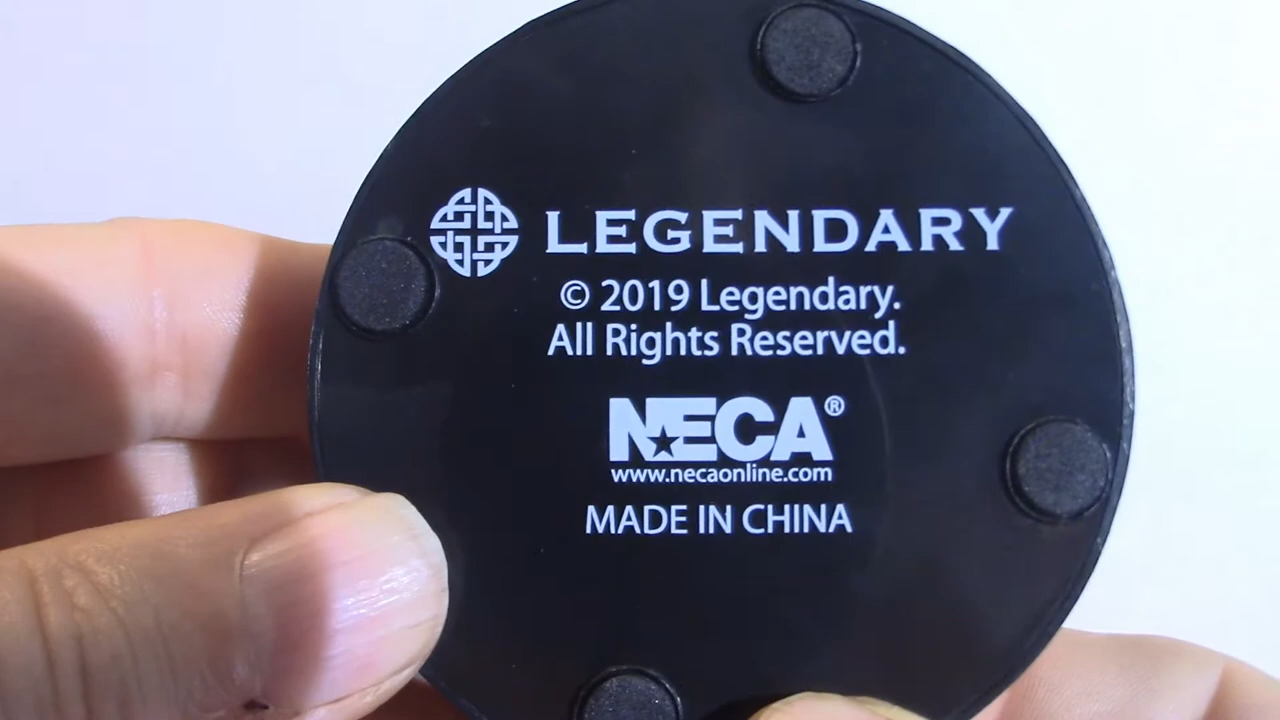 LEGENDARY
© 2019 Legendary.
All Rights Reserved.
NECA®
www.necaonline.com
MADE IN CHINA